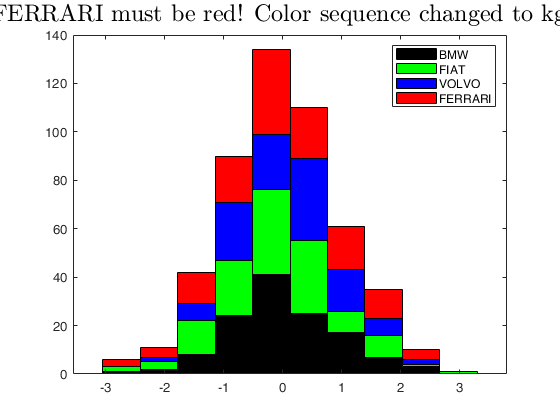 FERRARI must be red! Color sequence changed to kg
140
120
100
80
60
40
20
0
-3 -2 -1 0 1 2 3
BMW
FIAT
VOLVO
FERRARI